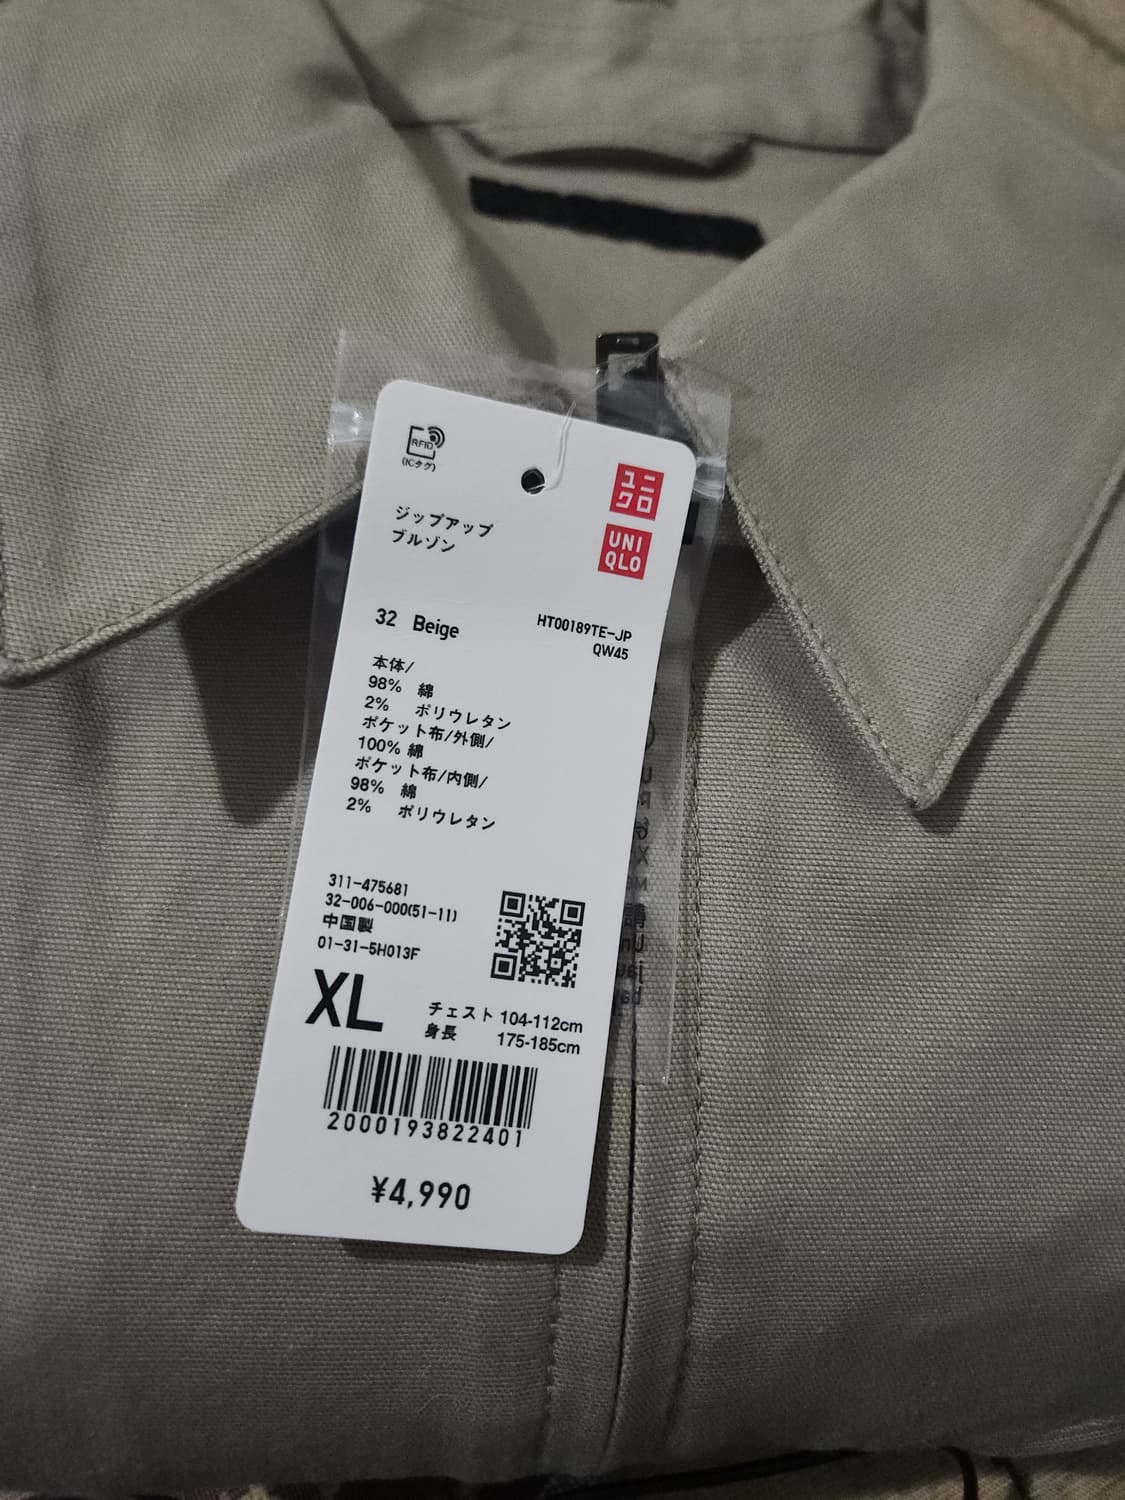 RFID
(ICタグ)
ユニ
クロ
UNI
QLO
ジップアップ
ブルゾン
32 Beige
HT00189TE-JP
QW45
本体/
98% 綿
2% ポリウレタン
ポケット布/外側/
100% 綿
ポケット布/内側/
98% 綿
2% ポリウレタン
311-475681
32-006-000(51-11)
中国製
01-31-5H013F
XL
チェスト 104-112cm
身長 175-185cm
2000193822401
¥4,990